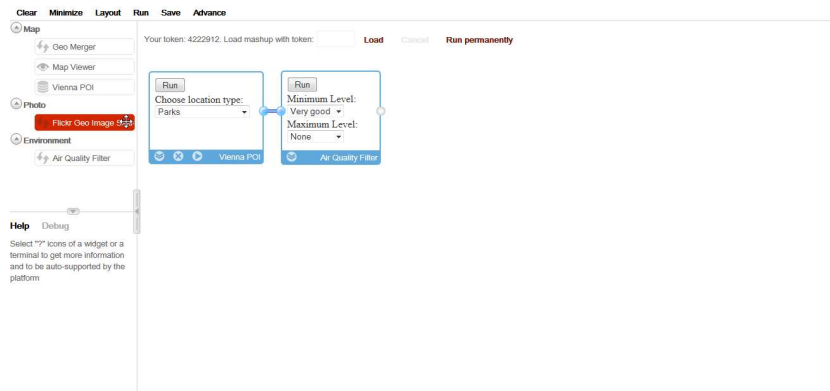 Clear Minimize Layout Run Save Advance
Map
Geo Merger
Map Viewer
Vienna POI
Photo
Flickr Geo Image
Environment
Air Quality Filter
Help Debug
Select "?" icons of a widget or a
terminal to get more information
and to be auto-supported by the
platform
Your token: 4222912. Load mashup with token: Load Cancel Run permanently
Run
Choose location type:
Parks
Vienna POI
Run
Minimum Level:
Very good
Maximum Level:
None
Air Quality Filter